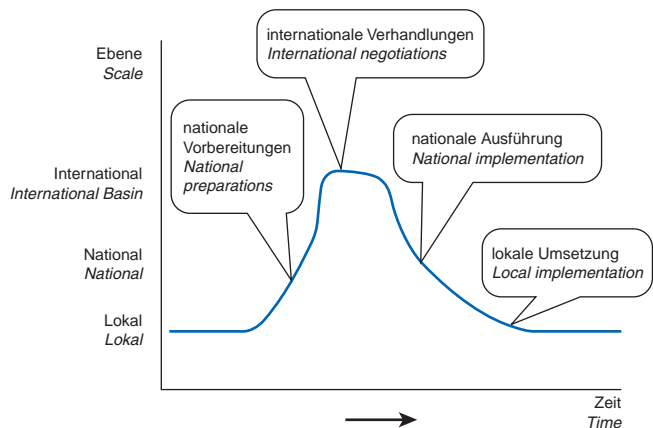 internationale Verhandlungen
International negotiations
Ebene
Scale
nationale
Vorbereitungen
National
preparations
nationale Ausführung
National implementation
International
International Basin
National
National
lokale Umsetzung
Local implementation
Lokal
Lokal
Zeit
Time